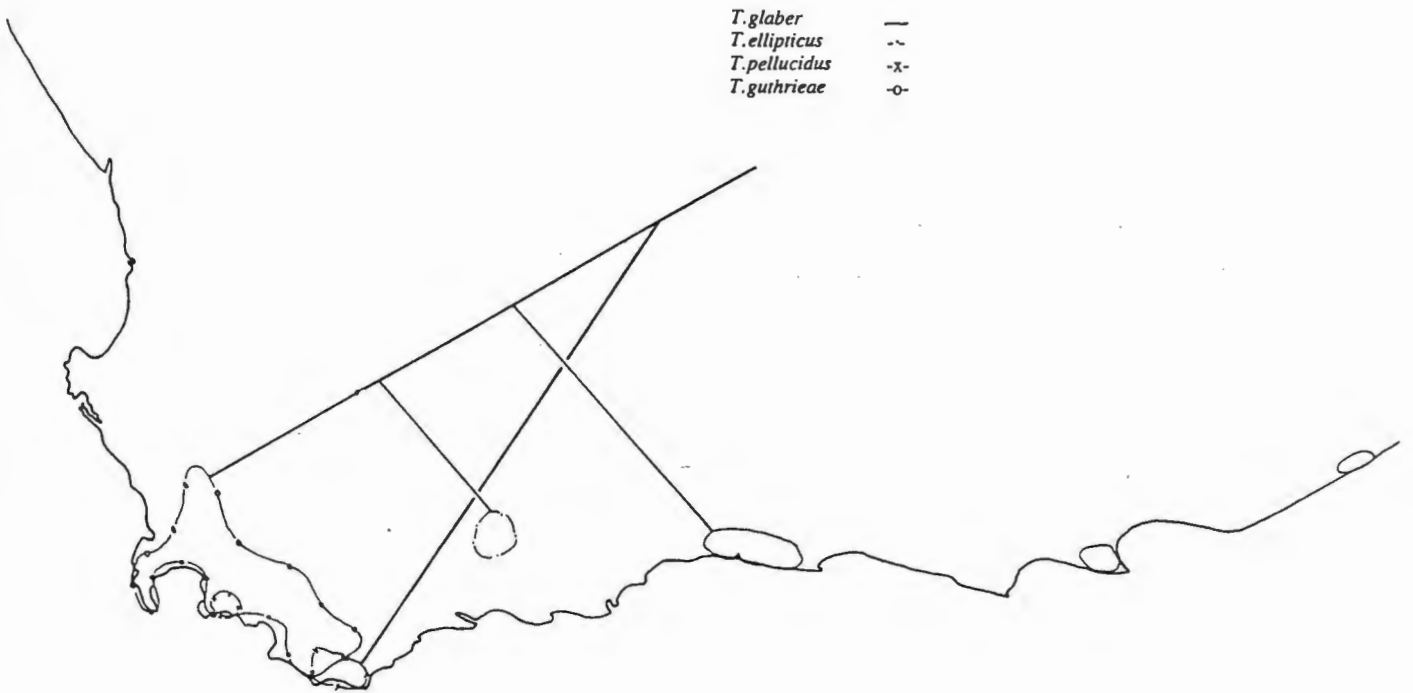 T.glaber —
T.ellipticus -·-
T.pellucidus -x-
T.guthrieae -o-